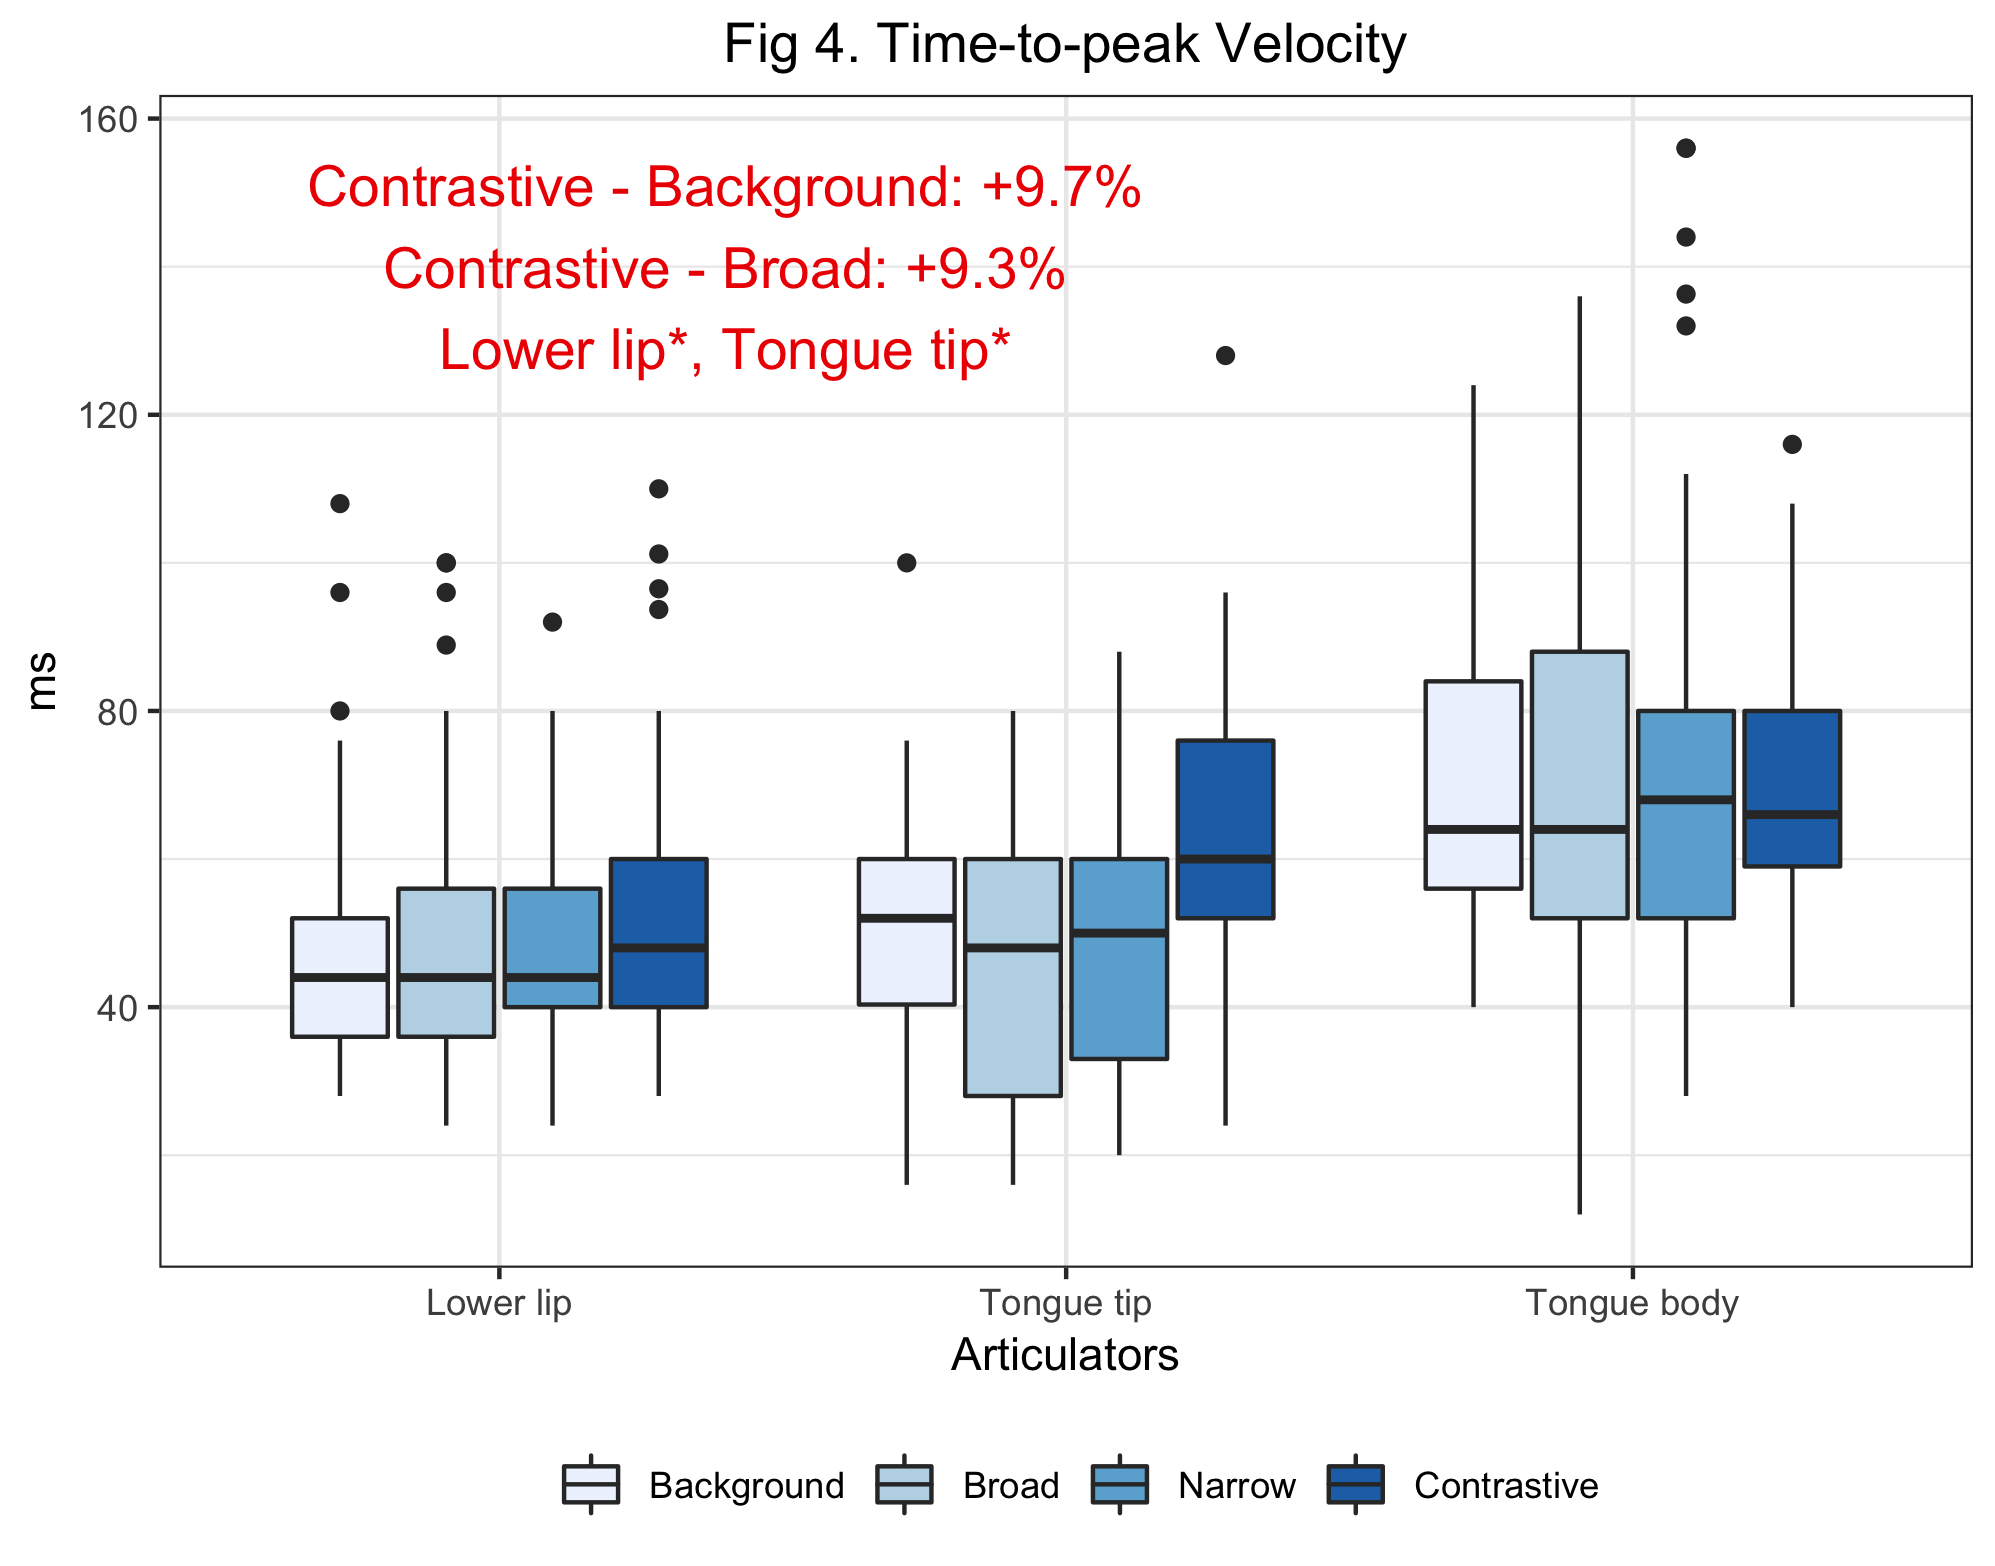 Fig 4. Time-to-peak Velocity
160
Contrastive - Background: +9.7%
Contrastive - Broad: +9.3%
Lower lip*, Tongue tip*
120
ms
80
40
Lower lip Tongue tip Tongue body
Articulators
Background Broad Narrow Contrastive